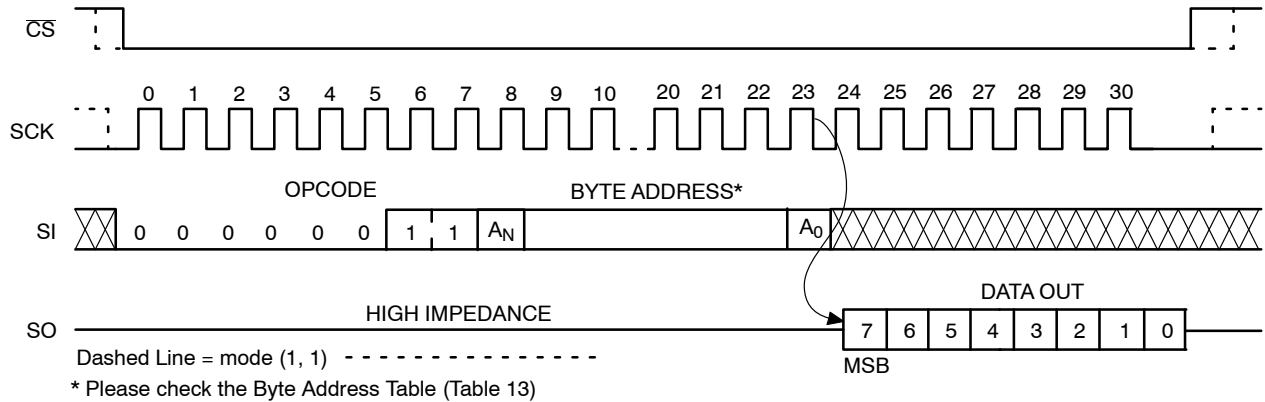 CS
0 1 2 3 4 5 6 7 8 9 10 20 21 22 23 24 25 26 27 28 29 30
SCK
OPCODE BYTE ADDRESS*
SI 0 0 0 0 0 0 1 1 AN A0
DATA OUT
HIGH IMPEDANCE
SO 7 6 5 4 3 2 1 0
Dashed Line = mode (1, 1) - - - - - - - - - - - - - - - - -
MSB
* Please check the Byte Address Table (Table 13)